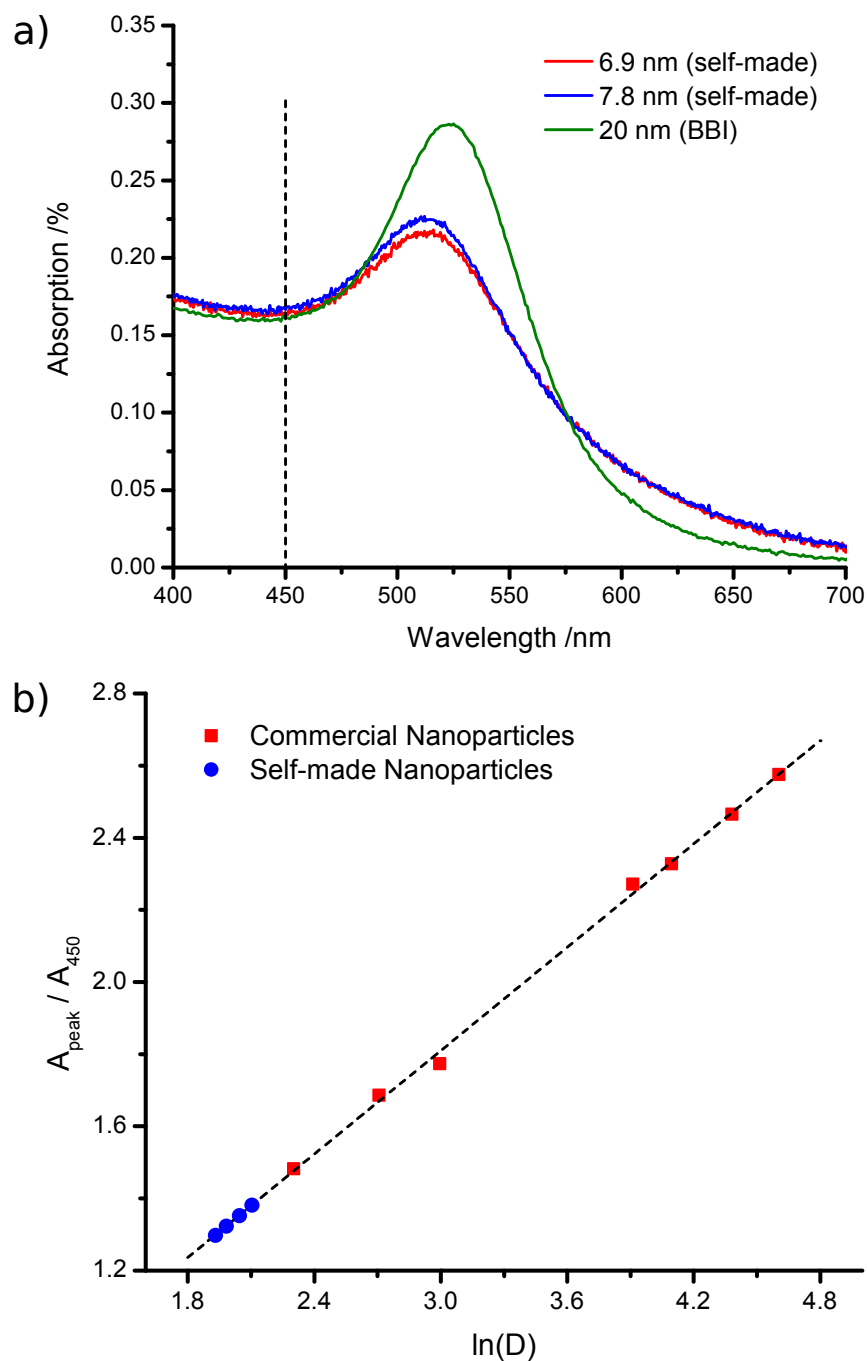 a)
0.35
0.30
0.25
0.20
0.15
0.10
0.05
0.00
Absorption /%
6.9 nm (self-made)
7.8 nm (self-made)
20 nm (BBI)
400 450 500 550 600 650 700
Wavelength /nm
b)
2.8
2.4
2.0
1.6
1.2
A_peak / A_450
Commercial Nanoparticles
Self-made Nanoparticles
1.8 2.4 3.0 3.6 4.2 4.8
ln(D)